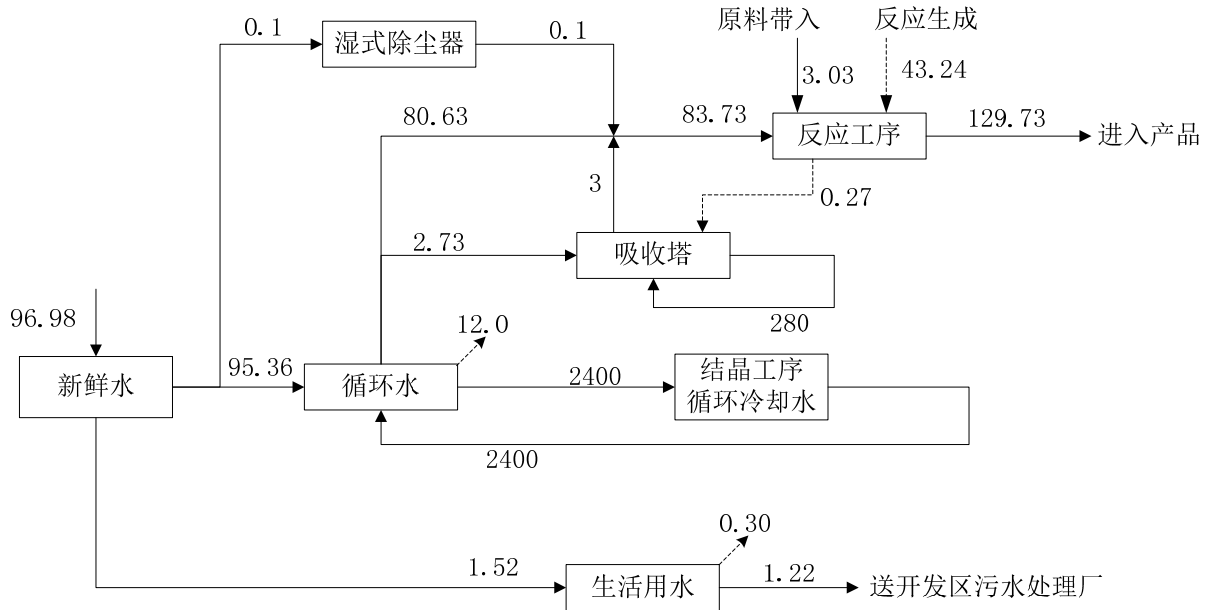 原料带入
反应生成
0.1
湿式除尘器
0.1
3.03
43.24
80.63
83.73
反应工序
129.73
进入产品
3
0.27
2.73
吸收塔
280
96.98
12.0
新鲜水
95.36
循环水
2400
结晶工序
循环冷却水
2400
0.30
1.52
生活用水
1.22
送开发区污水处理厂